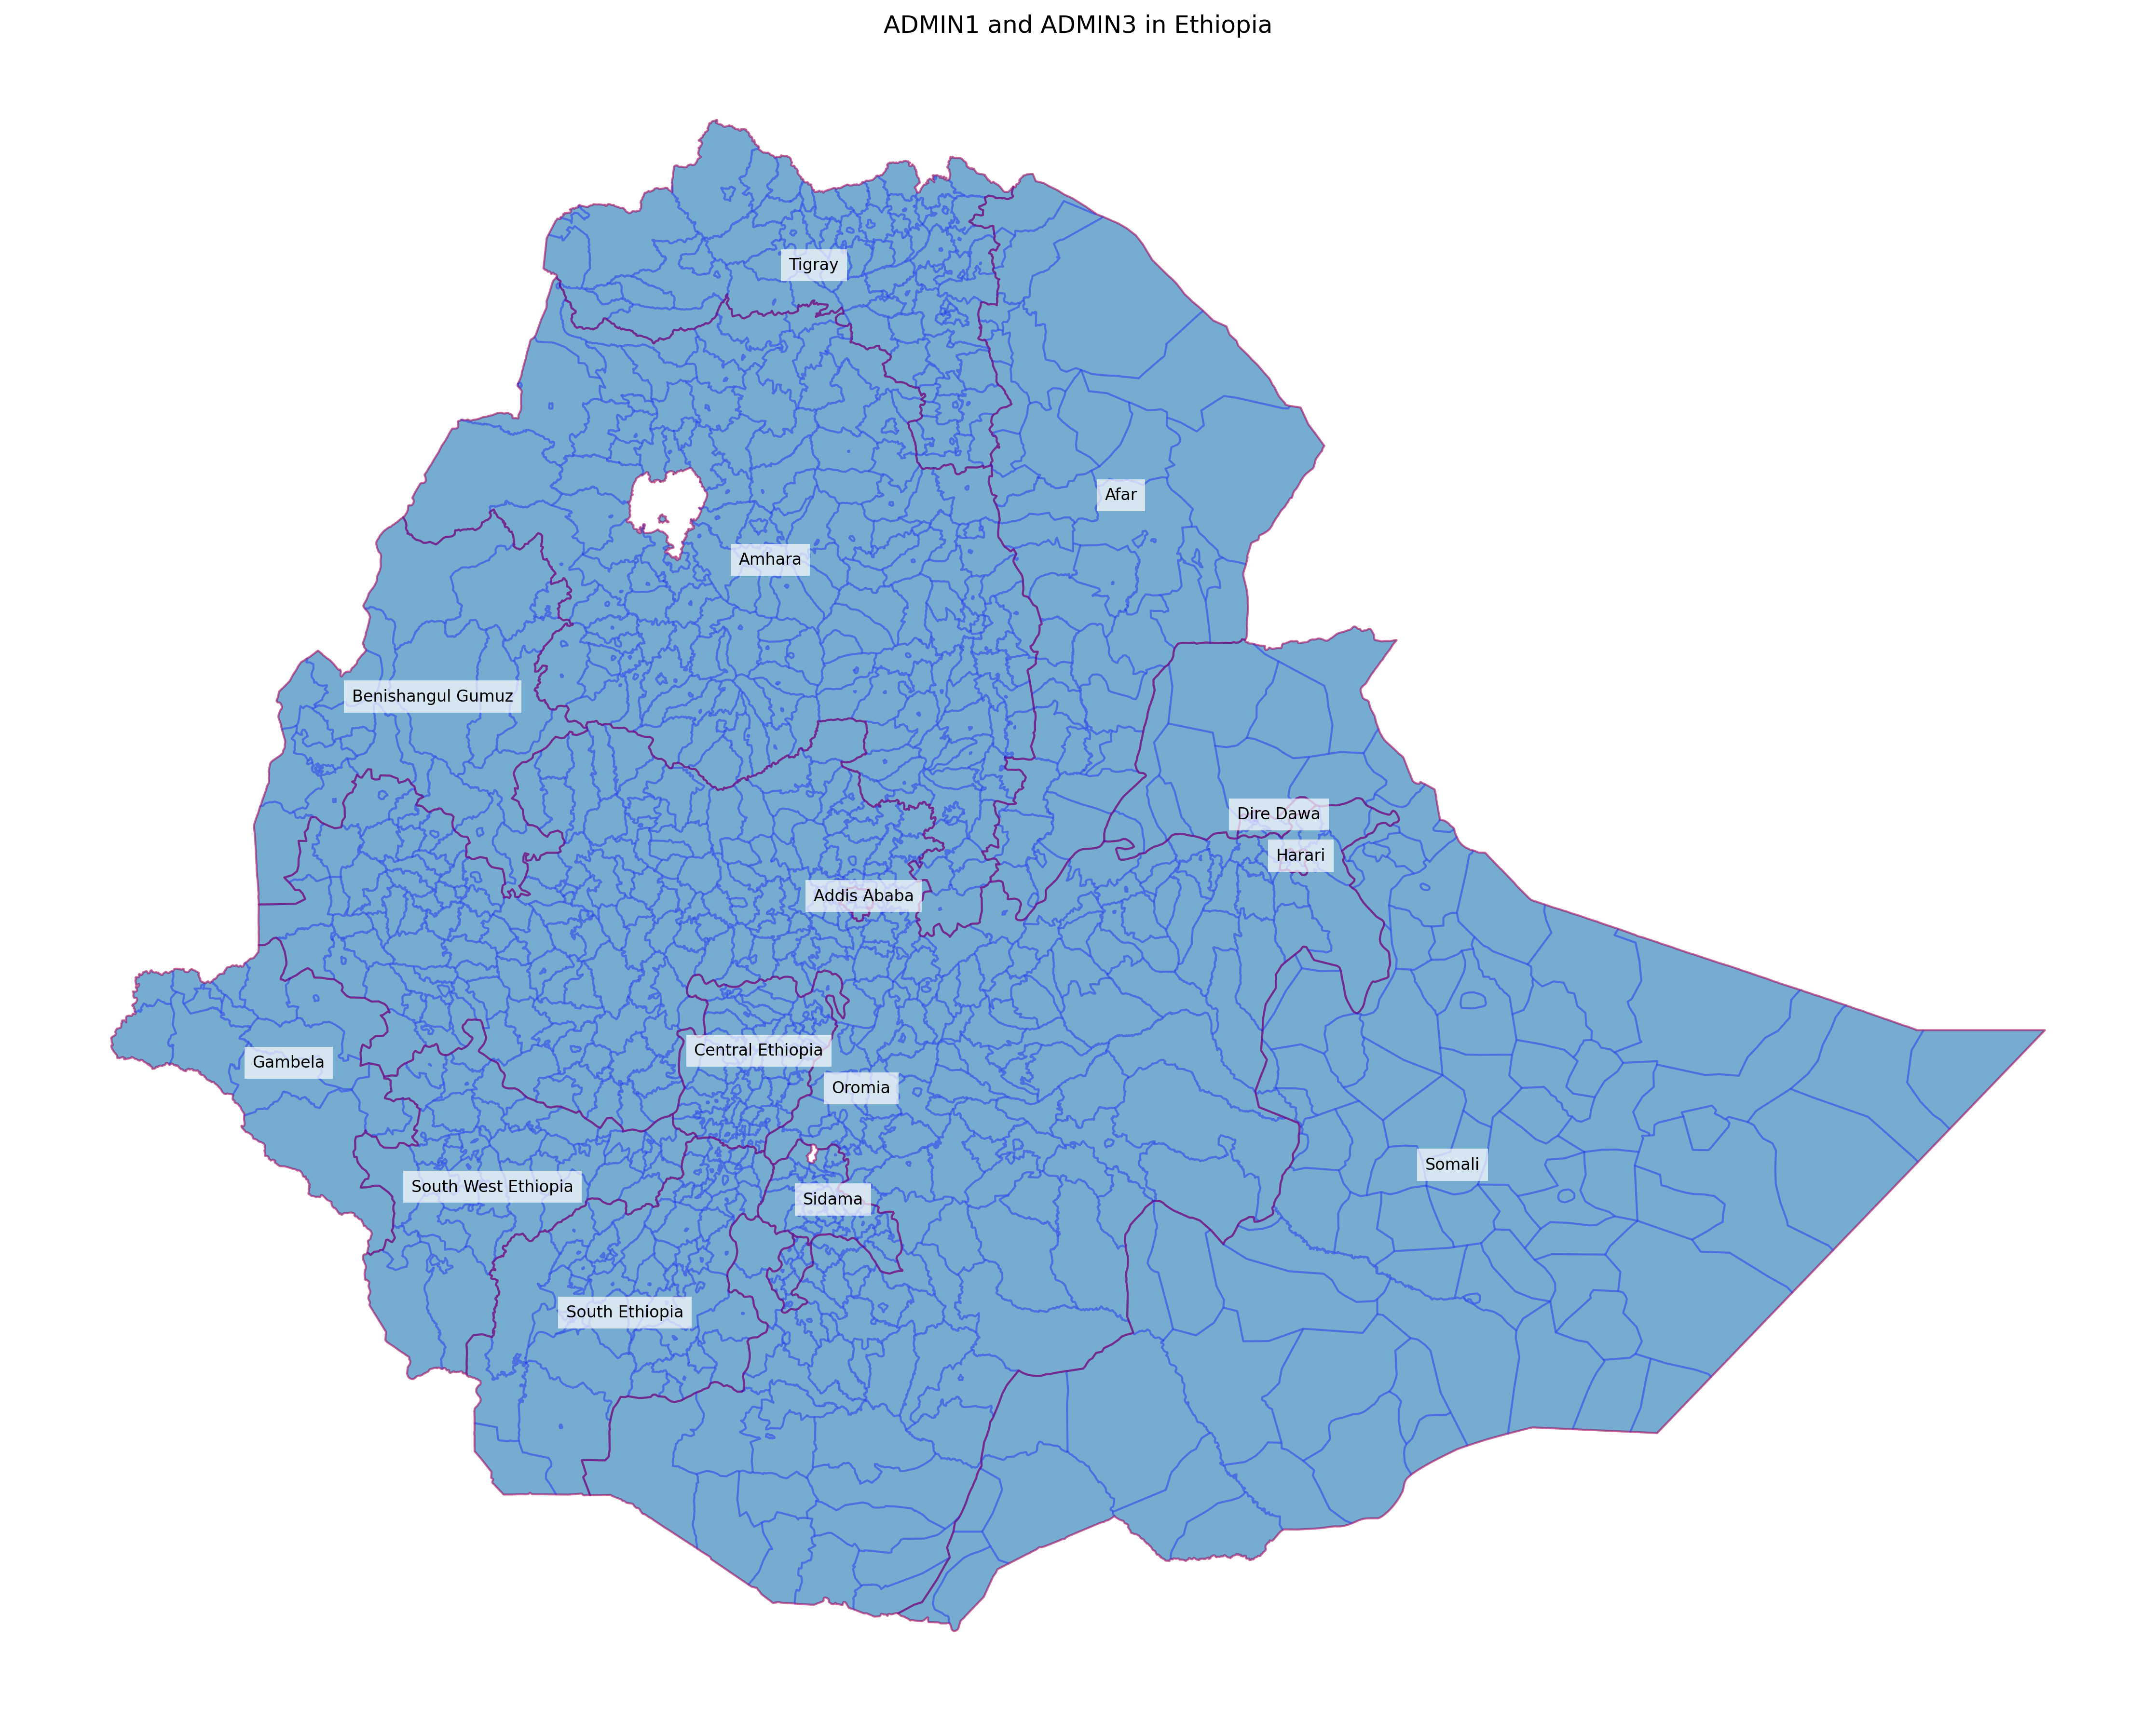 ADMIN1 and ADMIN3 in Ethiopia
Tigray
Afar
Amhara
Benishangul Gumuz
Dire Dawa
Harari
Addis Ababa
Central Ethiopia
Gambela
Oromia
Somali
South West Ethiopia
Sidama
South Ethiopia